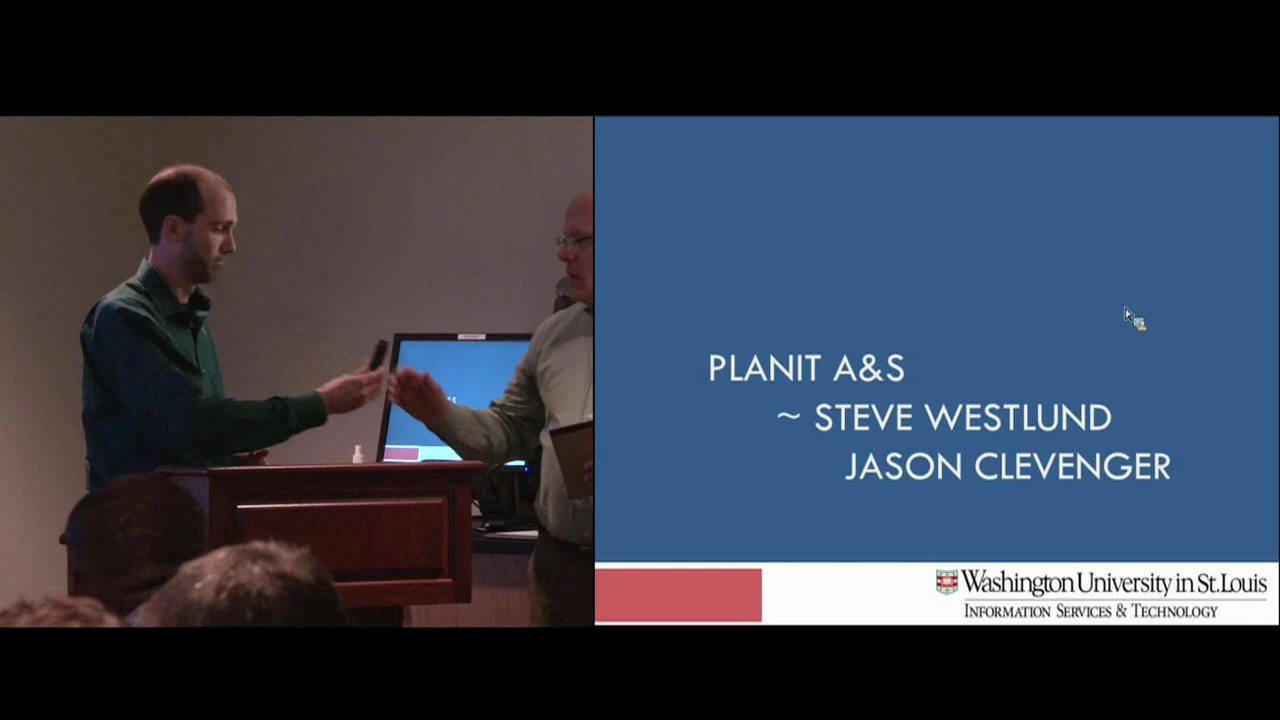 PLANIT A&S
~ STEVE WESTLUND
JASON CLEVENGER
Washington University in St. Louis
INFORMATION SERVICES & TECHNOLOGY